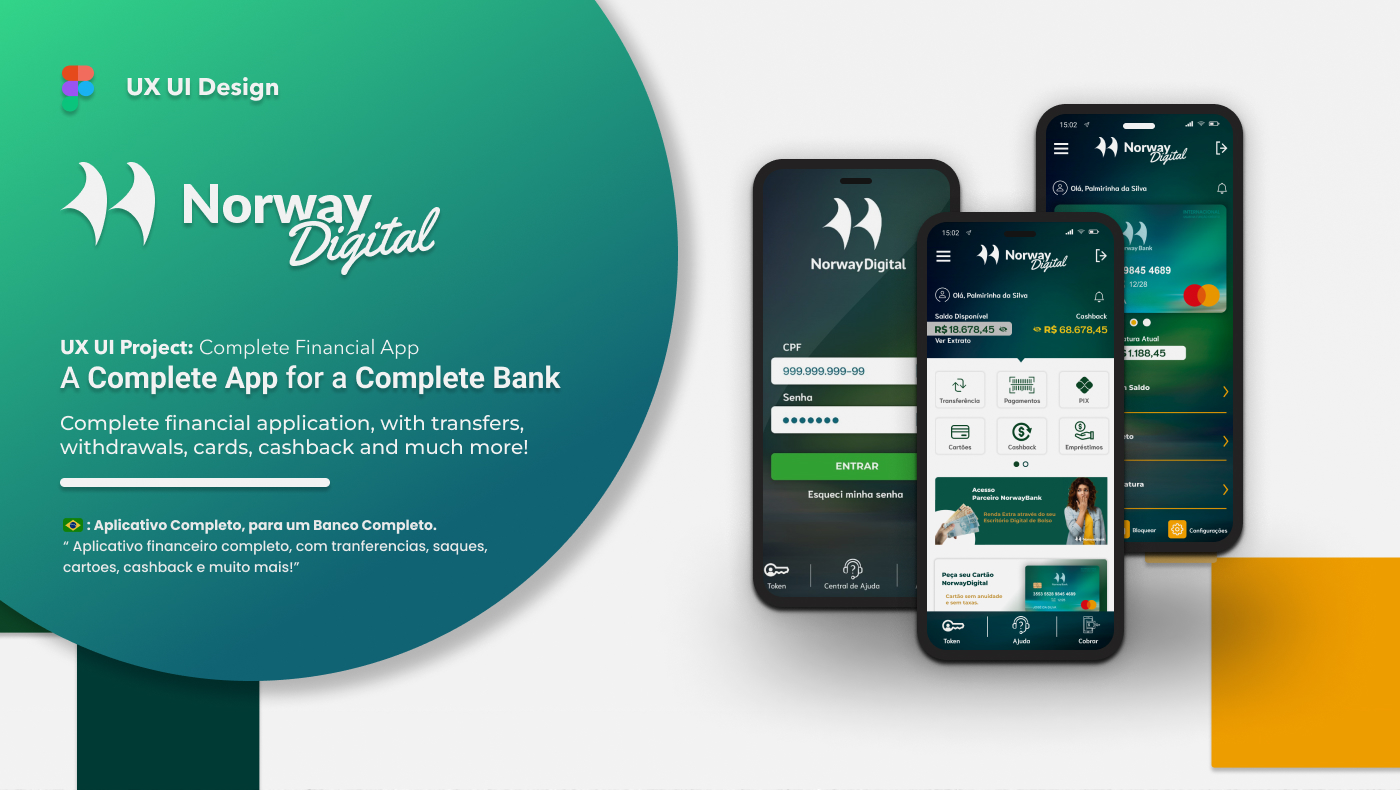 UX UI Design
Norway
Digital
UX UI Project: Complete Financial App
A Complete App for a Complete Bank
Complete financial application, with transfers,
withdrawals, cards, cashback and much more!
: Aplicativo Completo, para um Banco Completo.
“ Aplicativo financeiro completo, com tranferencias, saques,
cartoes, cashback e muito mais!”
NorwayDigital
CPF
999.999.999-99
Senha
ENTRAR
Esqueci minha senha
Token
Central de Ajuda
15:02
Norway
Digital
Olá, Palmirinha da Silva
Saldo Disponível
Cashback
R$ 18.678,45
R$ 68.678,45
Ver Extrato
Transferência
Pagamentos
PIX
Cartões
Cashback
Empréstimos
Acesso
Parceiro NorwayBank
Renda Extra através do seu
Escritório Digital de Bolso
Peça seu Cartão
NorwayDigital
Cartão sem anuidade
e sem taxas.
Token
Ajuda
Cobrar
15:02
Norway
Digital
Olá, Palmirinha da Silva
9845 4689
12/28
atura Atual
1.188,45
Saldo
to
atura
Bloquear
Configurações